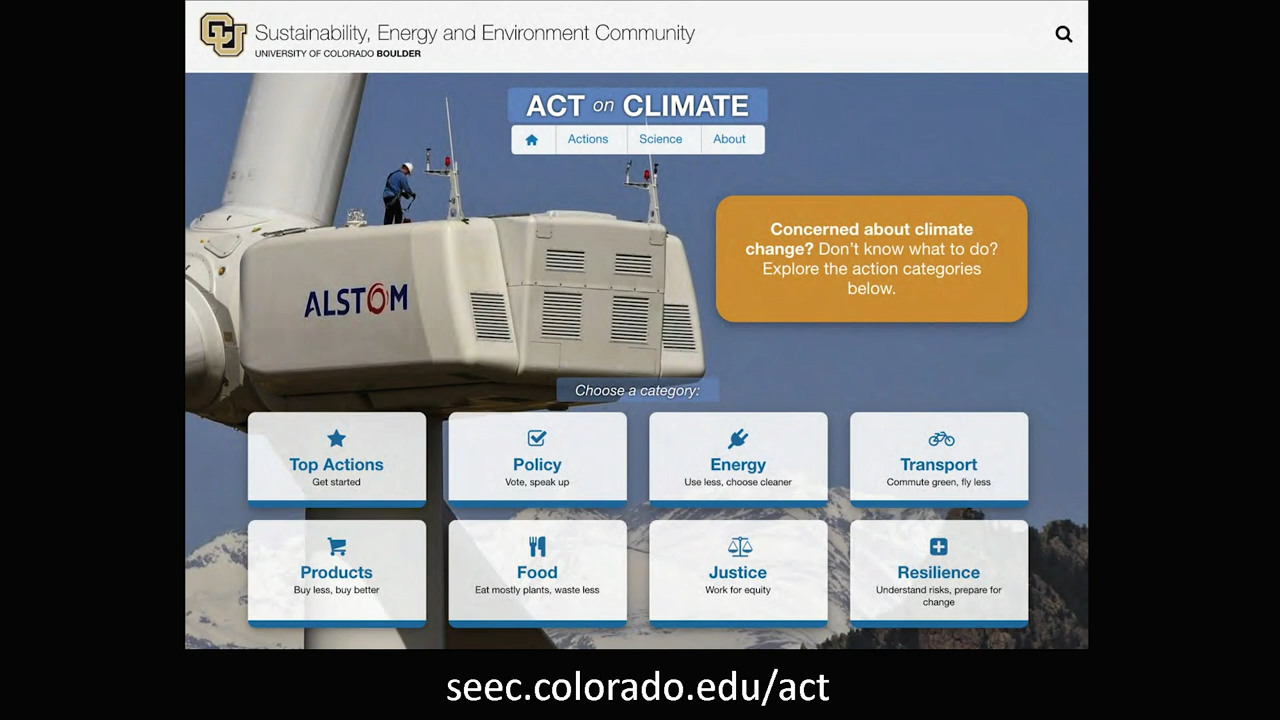 CU
Sustainability, Energy and Environment Community
UNIVERSITY OF COLORADO BOULDER
ACT on CLIMATE
Actions
Science
About
Concerned about climate
change? Don't know what to do?
Explore the action categories
below.
ALSTOM
Choose a category:
Top Actions
Get started
Policy
Vote, speak up
Energy
Use less, choose cleaner
Transport
Commute green, fly less
Products
Buy less, buy better
Food
Eat mostly plants, waste less
Justice
Work for equity
Resilience
Understand risks, prepare for
change
seec.colorado.edu/act